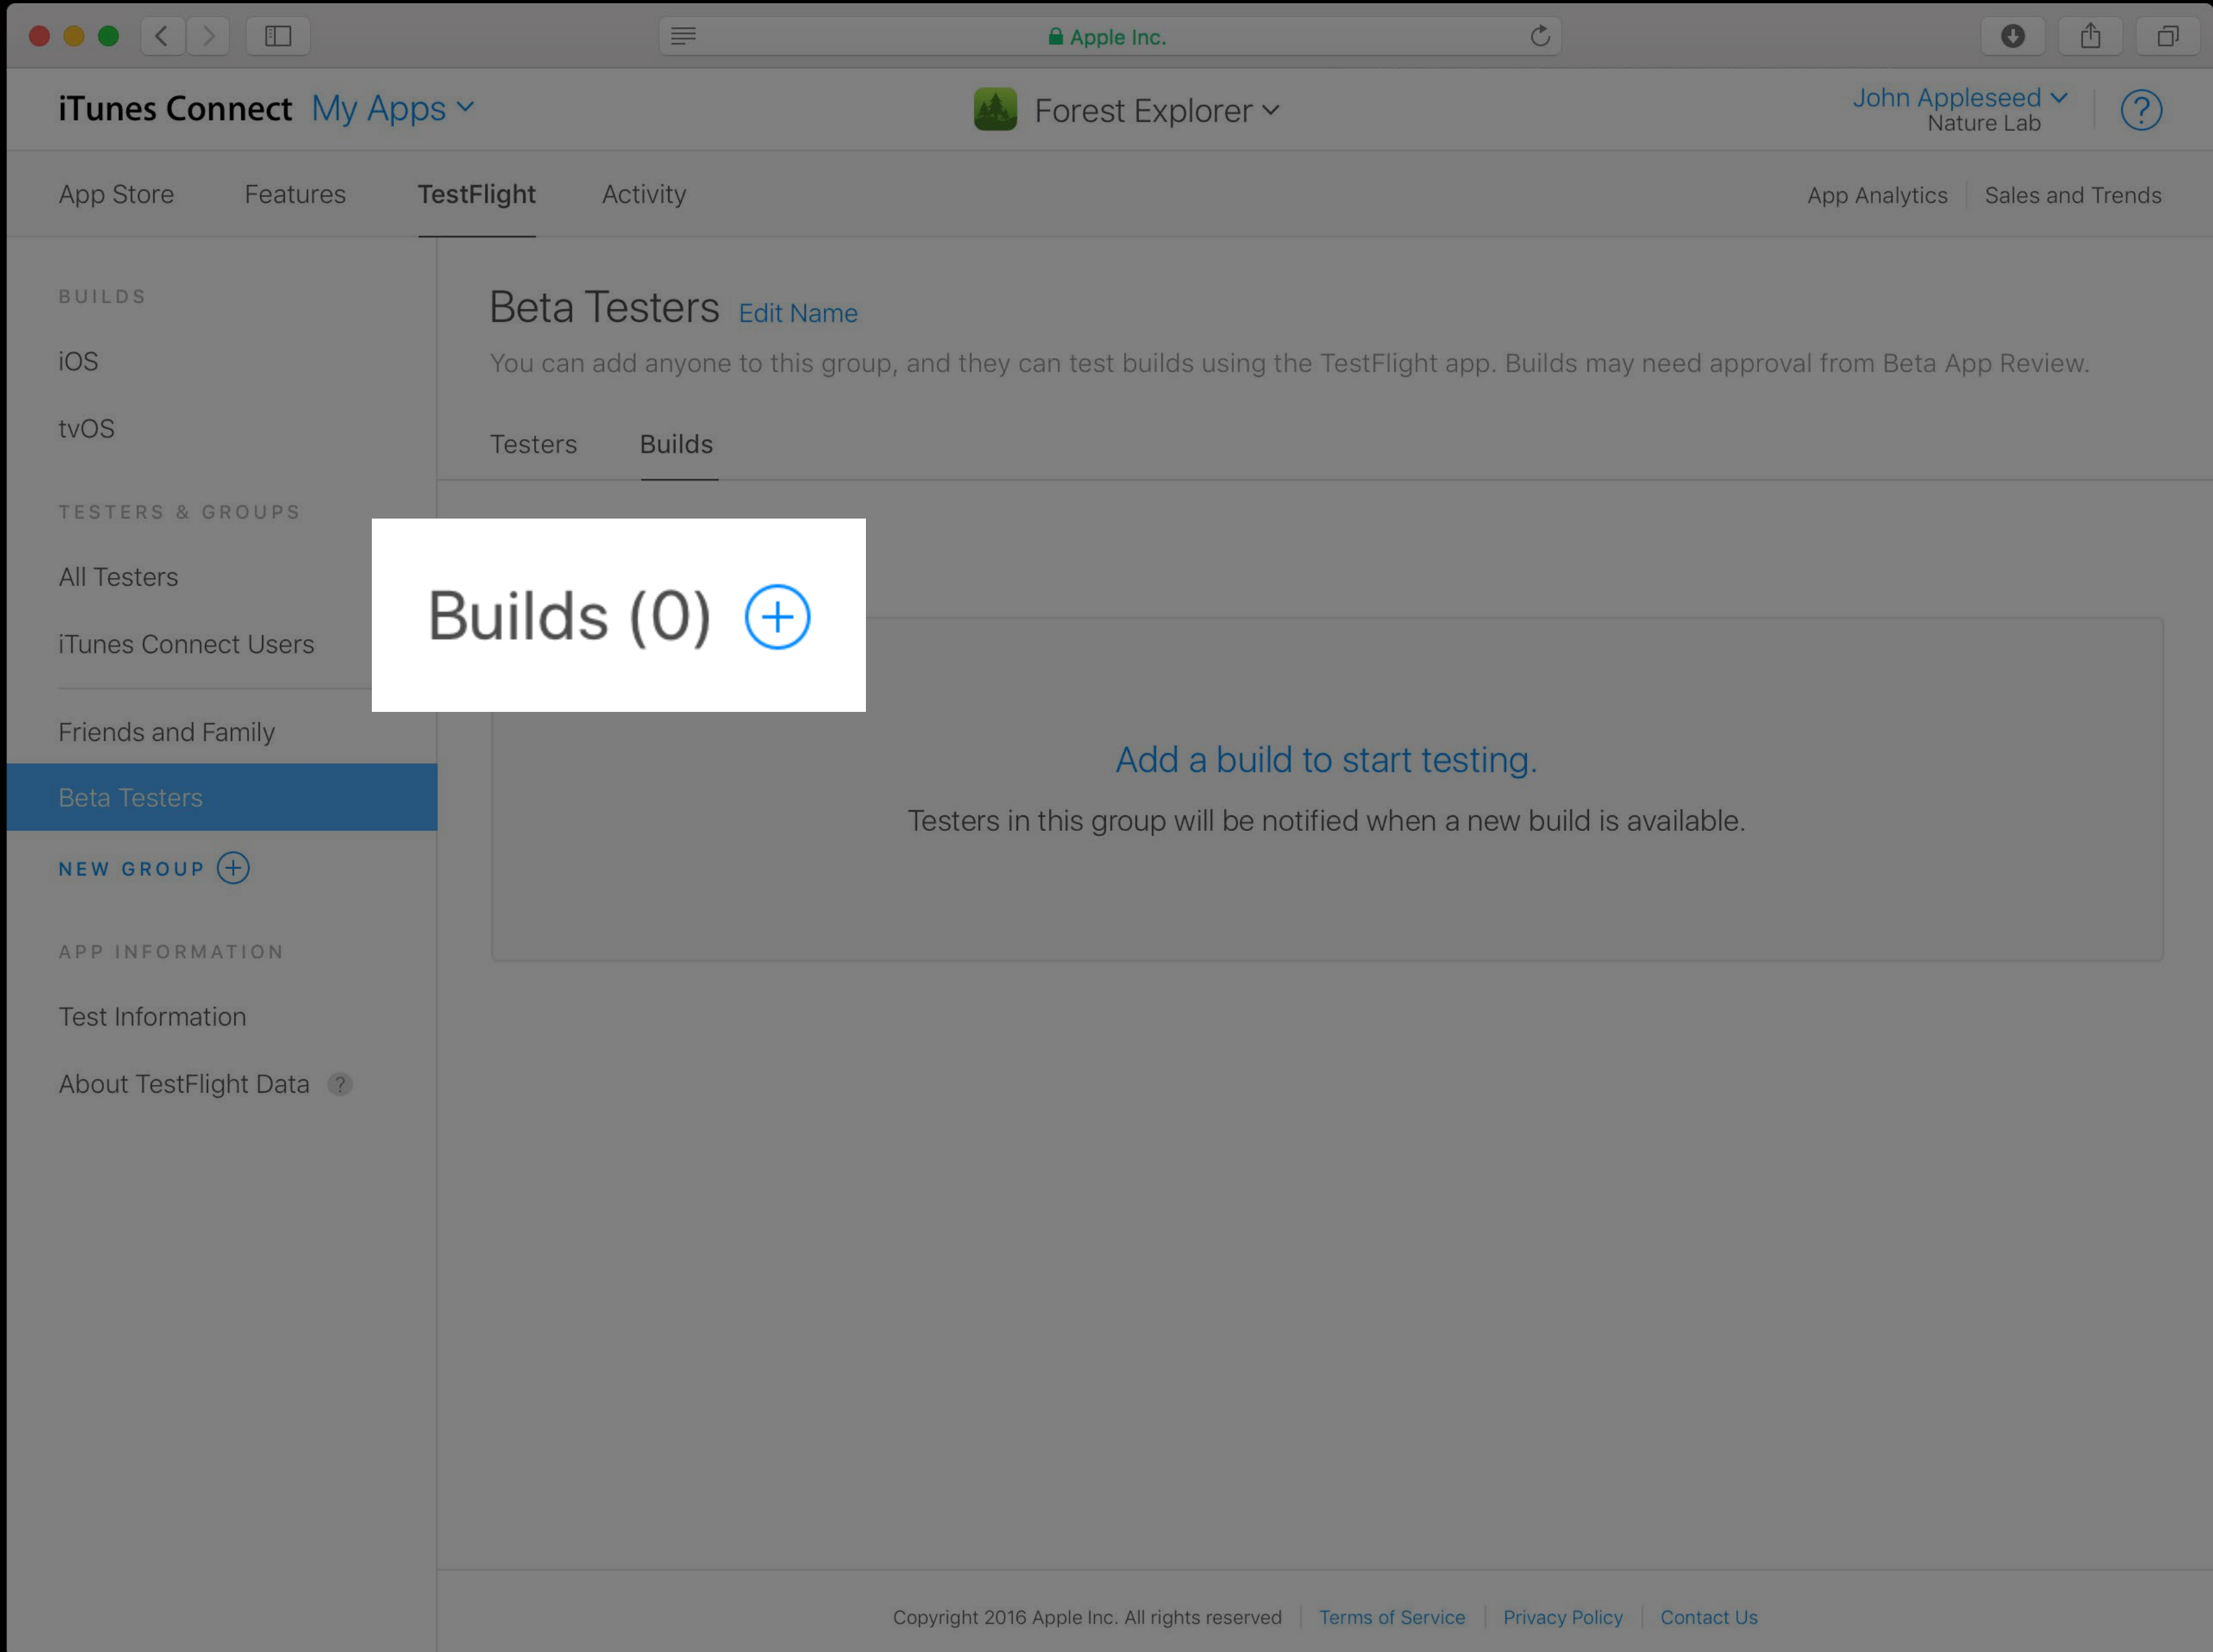 Apple Inc.
iTunes Connect My Apps
Forest Explorer
John Appleseed
Nature Lab
?
App Store Features TestFlight Activity
App Analytics Sales and Trends
BUILDS
iOS
tvOS
TESTERS & GROUPS
All Testers
iTunes Connect Users
Friends and Family
Beta Testers
NEW GROUP
APP INFORMATION
Test Information
About TestFlight Data ?
Beta Testers Edit Name
You can add anyone to this group, and they can test builds using the TestFlight app. Builds may need approval from Beta App Review.
Testers Builds
Builds (0)
Add a build to start testing.
Testers in this group will be notified when a new build is available.
Copyright 2016 Apple Inc. All rights reserved Terms of Service Privacy Policy Contact Us